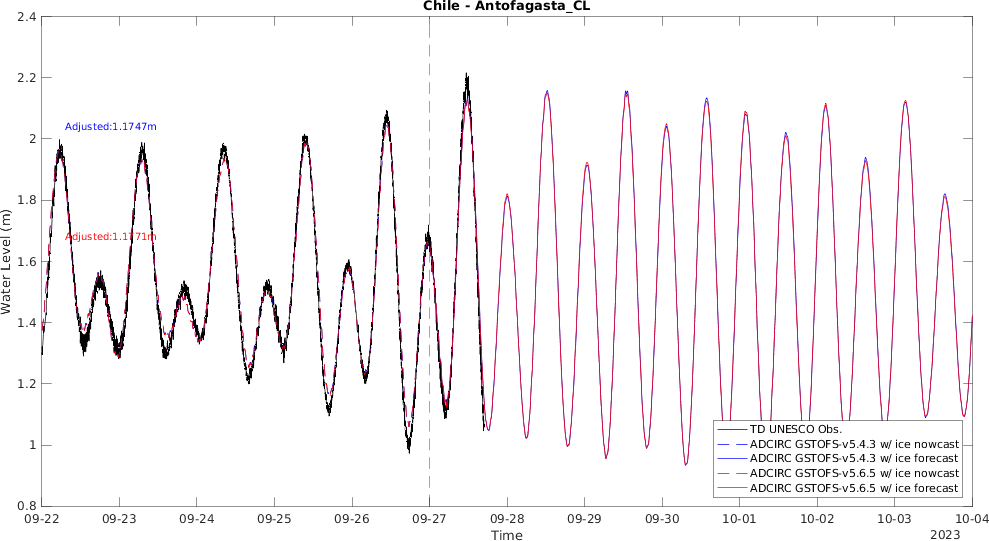 Chile - Antofagasta_CL
2.4
2.2
2
1.8
1.6
1.4
1.2
1
0.8
Water Level (m)
Adjusted:1.1747m
Adjusted:1.1771m
TD UNESCO Obs.
ADCIRC GSTOFS-v5.4.3 w/ ice nowcast
ADCIRC GSTOFS-v5.4.3 w/ ice forecast
ADCIRC GSTOFS-v5.6.5 w/ ice nowcast
ADCIRC GSTOFS-v5.6.5 w/ ice forecast
09-22 09-23 09-24 09-25 09-26 09-27 09-28 09-29 09-30 10-01 10-02 10-03 10-04
Time
2023